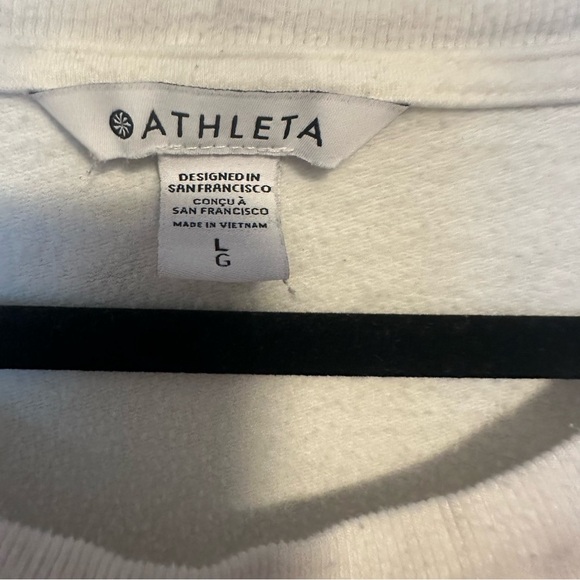 ATHLETA
DESIGNED IN
SAN FRANCISCO
CONÇU À
SAN FRANCISCO
MADE IN VIETNAM
L
G